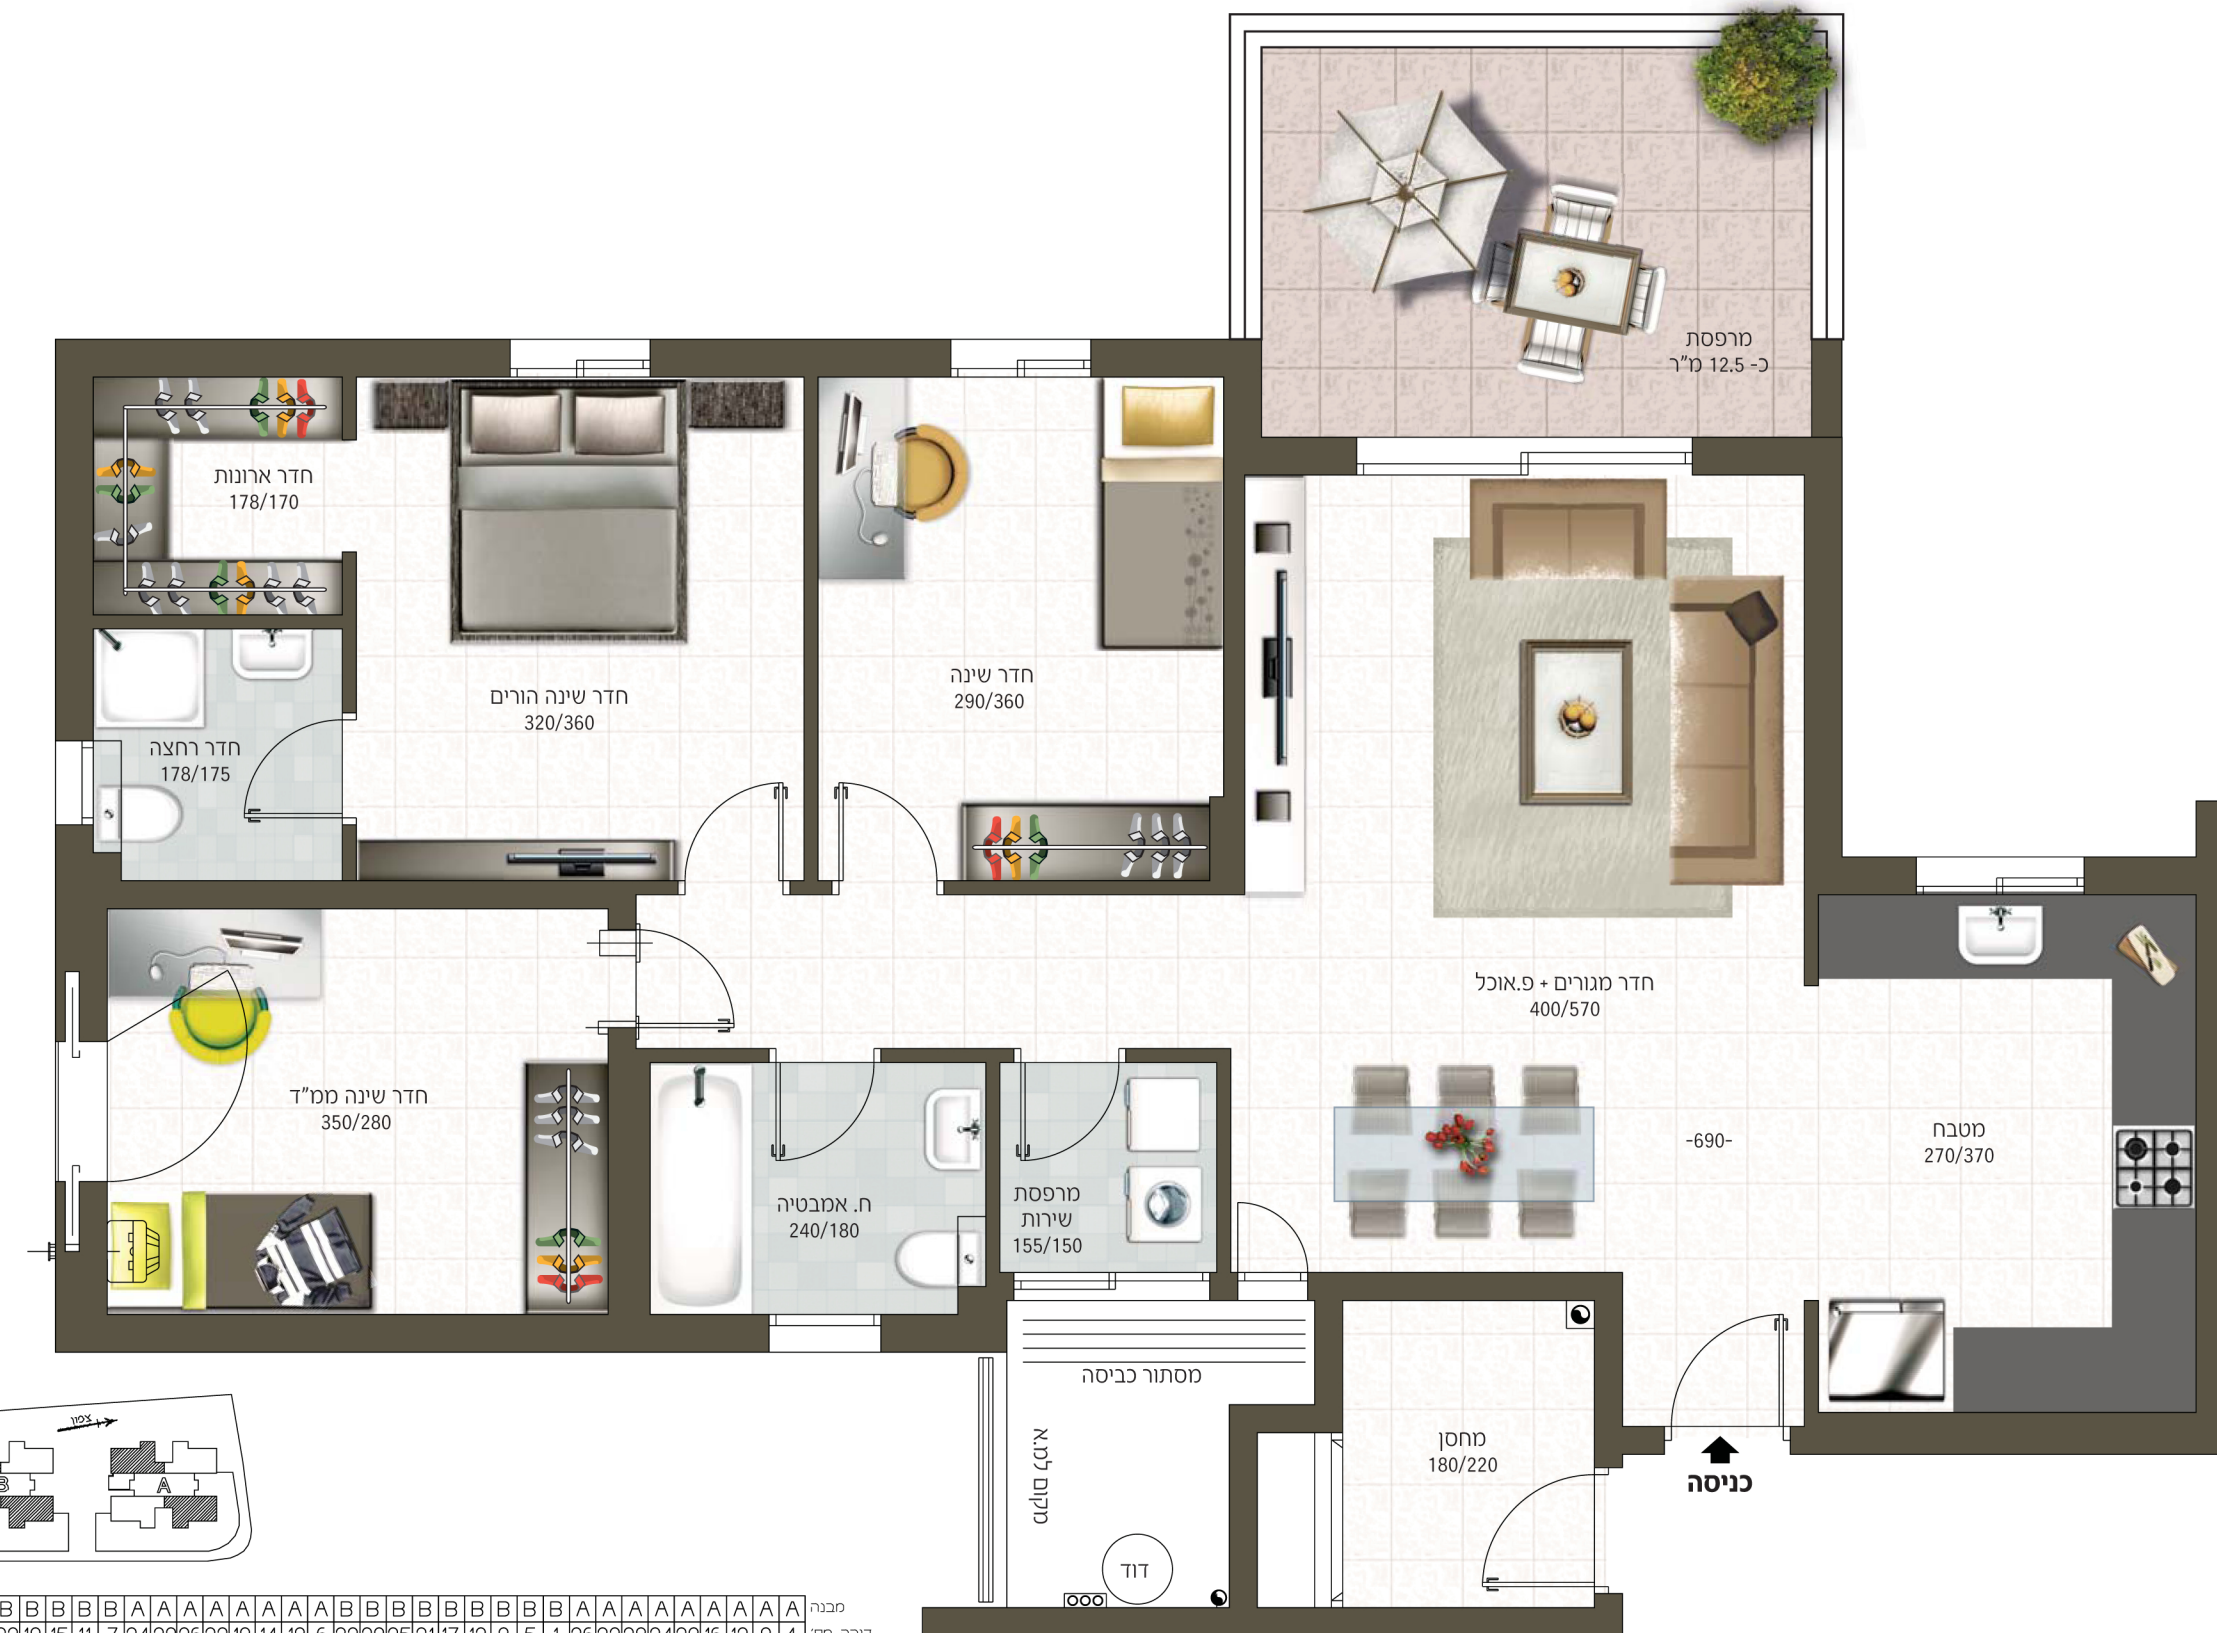 מרפסת
כ- 12.5 מ"ר
חדר ארונות
178/170
חדר שינה הורים
320/360
חדר שינה
290/360
חדר רחצה
178/175
חדר מגורים + פ.אוכל
400/570
חדר שינה ממ"ד
350/280
ח. אמבטיה
240/180
מרפסת
שירות
155/150
-690-
מטבח
270/370
מסתור כביסה
מקום למ.א
דוד
מחסן
180/220
כניסה
צפון
B
A
מבנה A A A A A A A A A B B B B B B B B B A A A A A A A A B B B B B